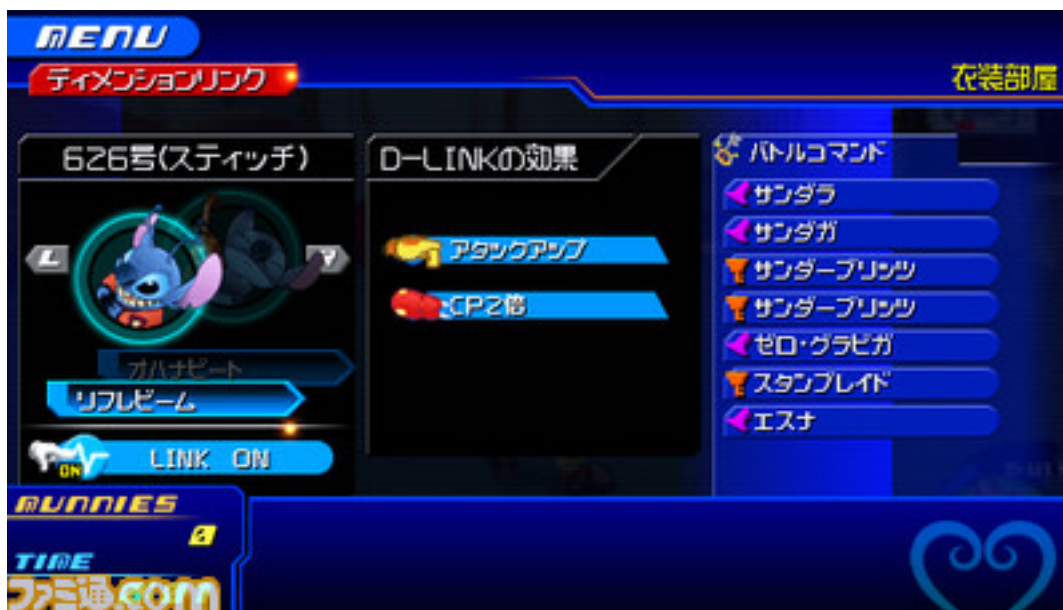 MENU
ディメンションリンク
衣装部屋
626号(スティッチ)
L
オハナビート
リフレビーム
ON
LINK ON
D-LINKの効果
アタックアップ
CP2倍
バトルコマンド
サンダラ
サンダガ
サンダーブリッツ
サンダーブリッツ
ゼロ・グラビガ
スタンブレイド
エスナ
MUNNIES
TIME
ファミ通.com